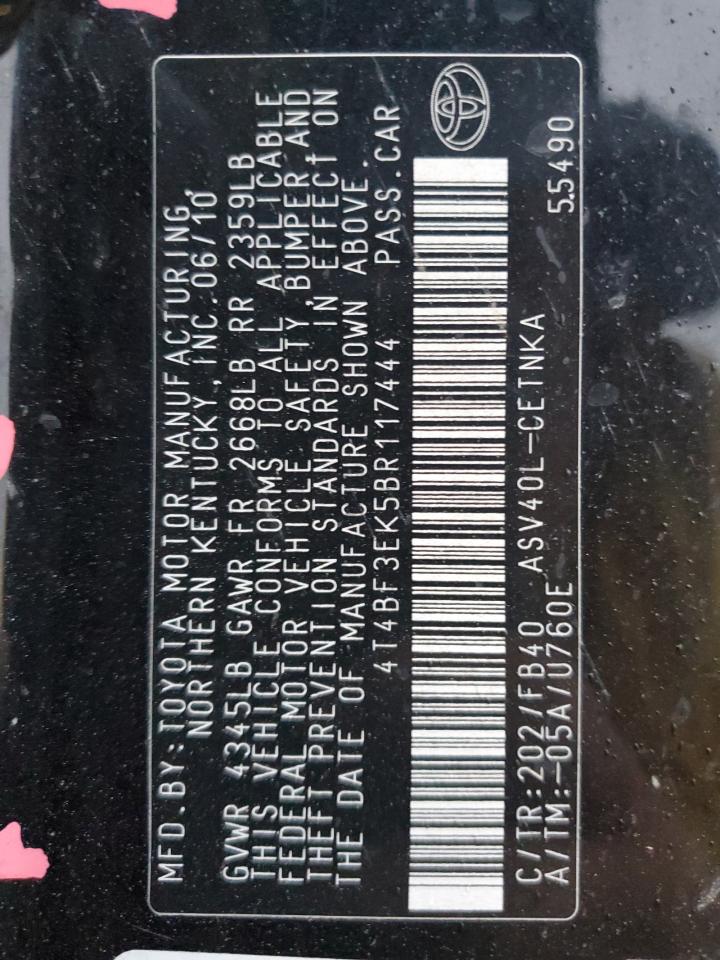 MFD.BY:TOYOTA MOTOR MANUFACTURING,
NORTHERN KENTUCKY,INC.06/10
GVWR 4345LB GAWR FR 2668LB RR 2359LB
THIS VEHICLE CONFORMS TO ALL APPLICABLE
FEDERAL MOTOR VEHICLE SAFETY,BUMPER,AND
THEFT PREVENTION STANDARDS IN EFFECT ON
THE DATE OF MANUFACTURE SHOWN ABOVE.
4T4BF3EK5BR117444 PASS.CAR
C/TR:202/FB40 ASV40L-CETNKA
A/TM:-05A/U760E 55490